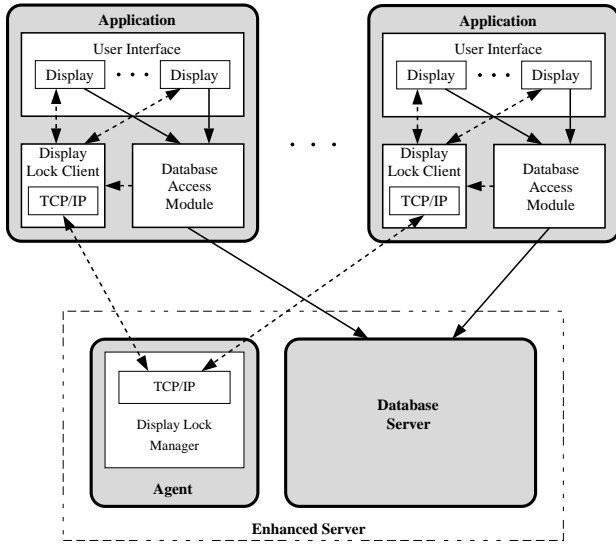 Application
User Interface
Display
Display
Display
Lock Client
TCP/IP
Database
Access
Module
Application
User Interface
Display
Display
Display
Lock Client
TCP/IP
Database
Access
Module
TCP/IP
Display Lock
Manager
Agent
Database
Server
Enhanced Server